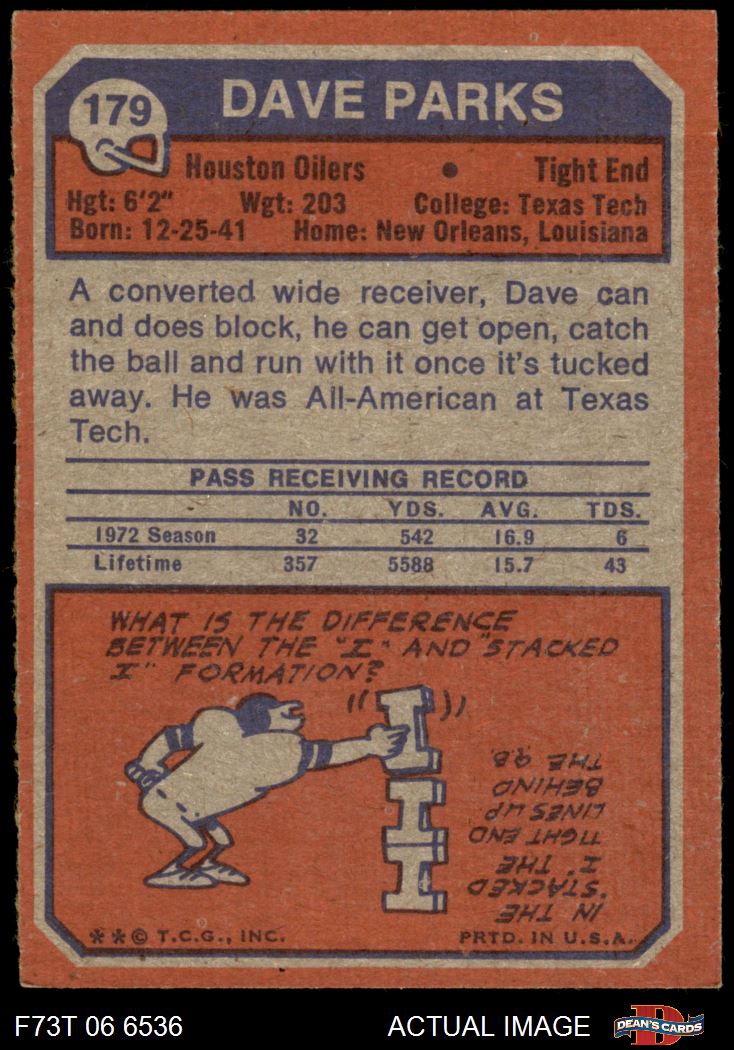 179
DAVE PARKS
Houston Oilers • Tight End
Hgt: 6'2" Wgt: 203 College: Texas Tech
Born: 12-25-41 Home: New Orleans, Louisiana
A converted wide receiver, Dave can
and does block, he can get open, catch
the ball and run with it once it's tucked
away. He was All-American at Texas
Tech.
PASS RECEIVING RECORD
NO. YDS. AVG. TDS.
1972 Season 32 542 16.9 6
Lifetime 357 5588 15.7 43
WHAT IS THE DIFFERENCE
BETWEEN THE "I" AND "STACKED
I" FORMATION?
I
I
I
IN THE
"STACKED
I", THE
TIGHT END
LINES UP
BEHIND
THE Q.B.
**© T.C.G., INC. PRTD. IN U.S.A.
F73T 06 6536 ACTUAL IMAGE
D
DEAN'S CARDS